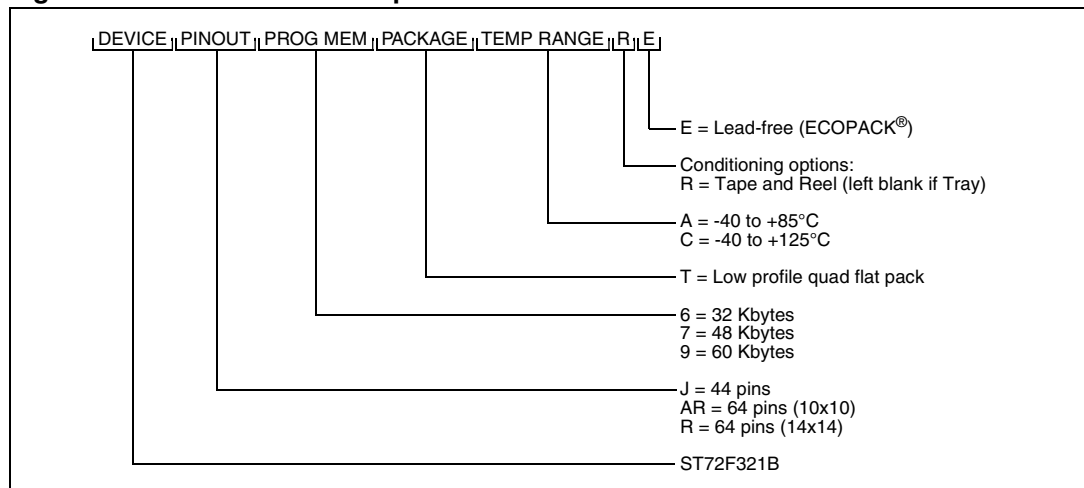 DEVICE PINOUT PROG MEM PACKAGE TEMP RANGE R E
E = Lead-free (ECOPACK®)
Conditioning options:
R = Tape and Reel (left blank if Tray)
A = -40 to +85°C
C = -40 to +125°C
T = Low profile quad flat pack
6 = 32 Kbytes
7 = 48 Kbytes
9 = 60 Kbytes
J = 44 pins
AR = 64 pins (10x10)
R = 64 pins (14x14)
ST72F321B